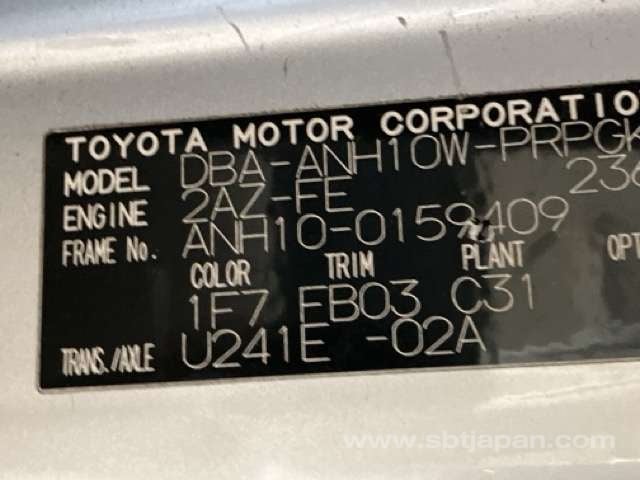 TOYOTA MOTOR CORPORATIO
MODEL DBA-ANH10W-PRPGK
236
ENGINE 2AZ-FE
FRAME No. ANH10-0159409
COLOR TRIM PLANT OPT
1F7 FB03 C31
TRANS./AXLE U241E -02A
www.sbtjapan.com/